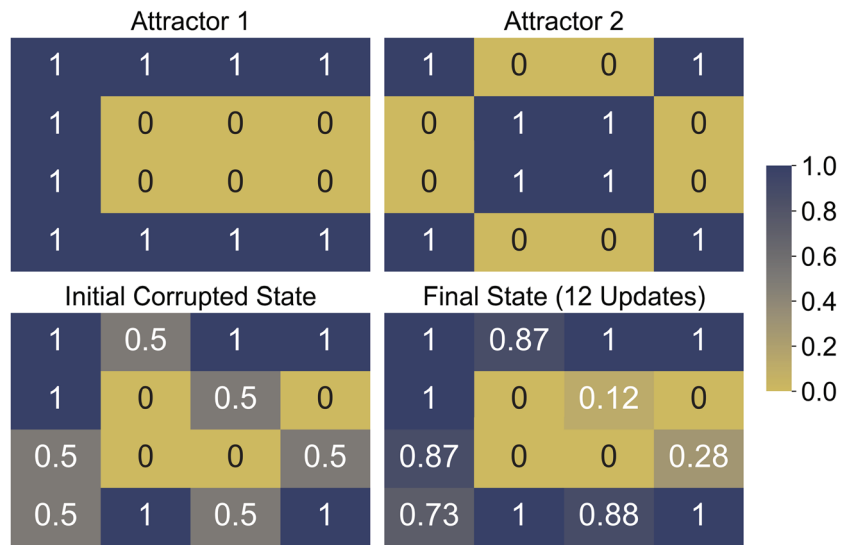 Attractor 1
1 1 1 1
1 0 0 0
1 0 0 0
1 1 1 1
Attractor 2
1 0 0 1
0 1 1 0
0 1 1 0
1 0 0 1
Initial Corrupted State
1 0.5 1 1
1 0 0.5 0
0.5 0 0 0.5
0.5 1 0.5 1
Final State (12 Updates)
1 0.87 1 1
1 0 0.12 0
0.87 0 0 0.28
0.73 1 0.88 1
1.0
0.8
0.6
0.4
0.2
0.0